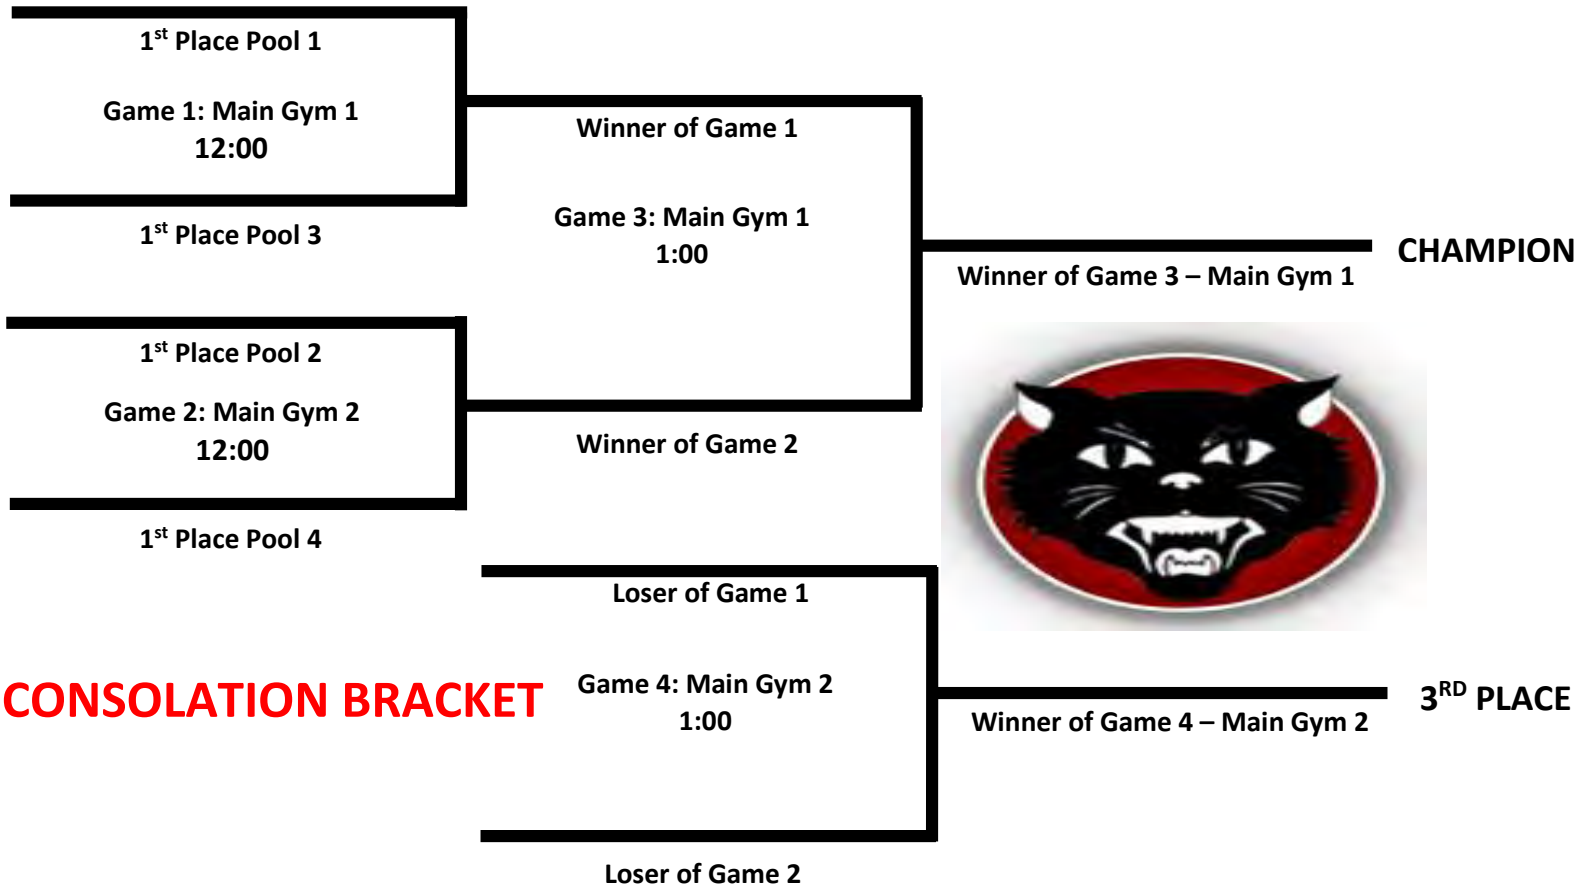 1st Place Pool 1
Game 1: Main Gym 1
12:00
1st Place Pool 3
Winner of Game 1
Game 3: Main Gym 1
1:00
Winner of Game 3 – Main Gym 1
CHAMPION
1st Place Pool 2
Game 2: Main Gym 2
12:00
1st Place Pool 4
Winner of Game 2
CONSOLATION BRACKET
Loser of Game 1
Game 4: Main Gym 2
1:00
Loser of Game 2
Winner of Game 4 – Main Gym 2
3RD PLACE